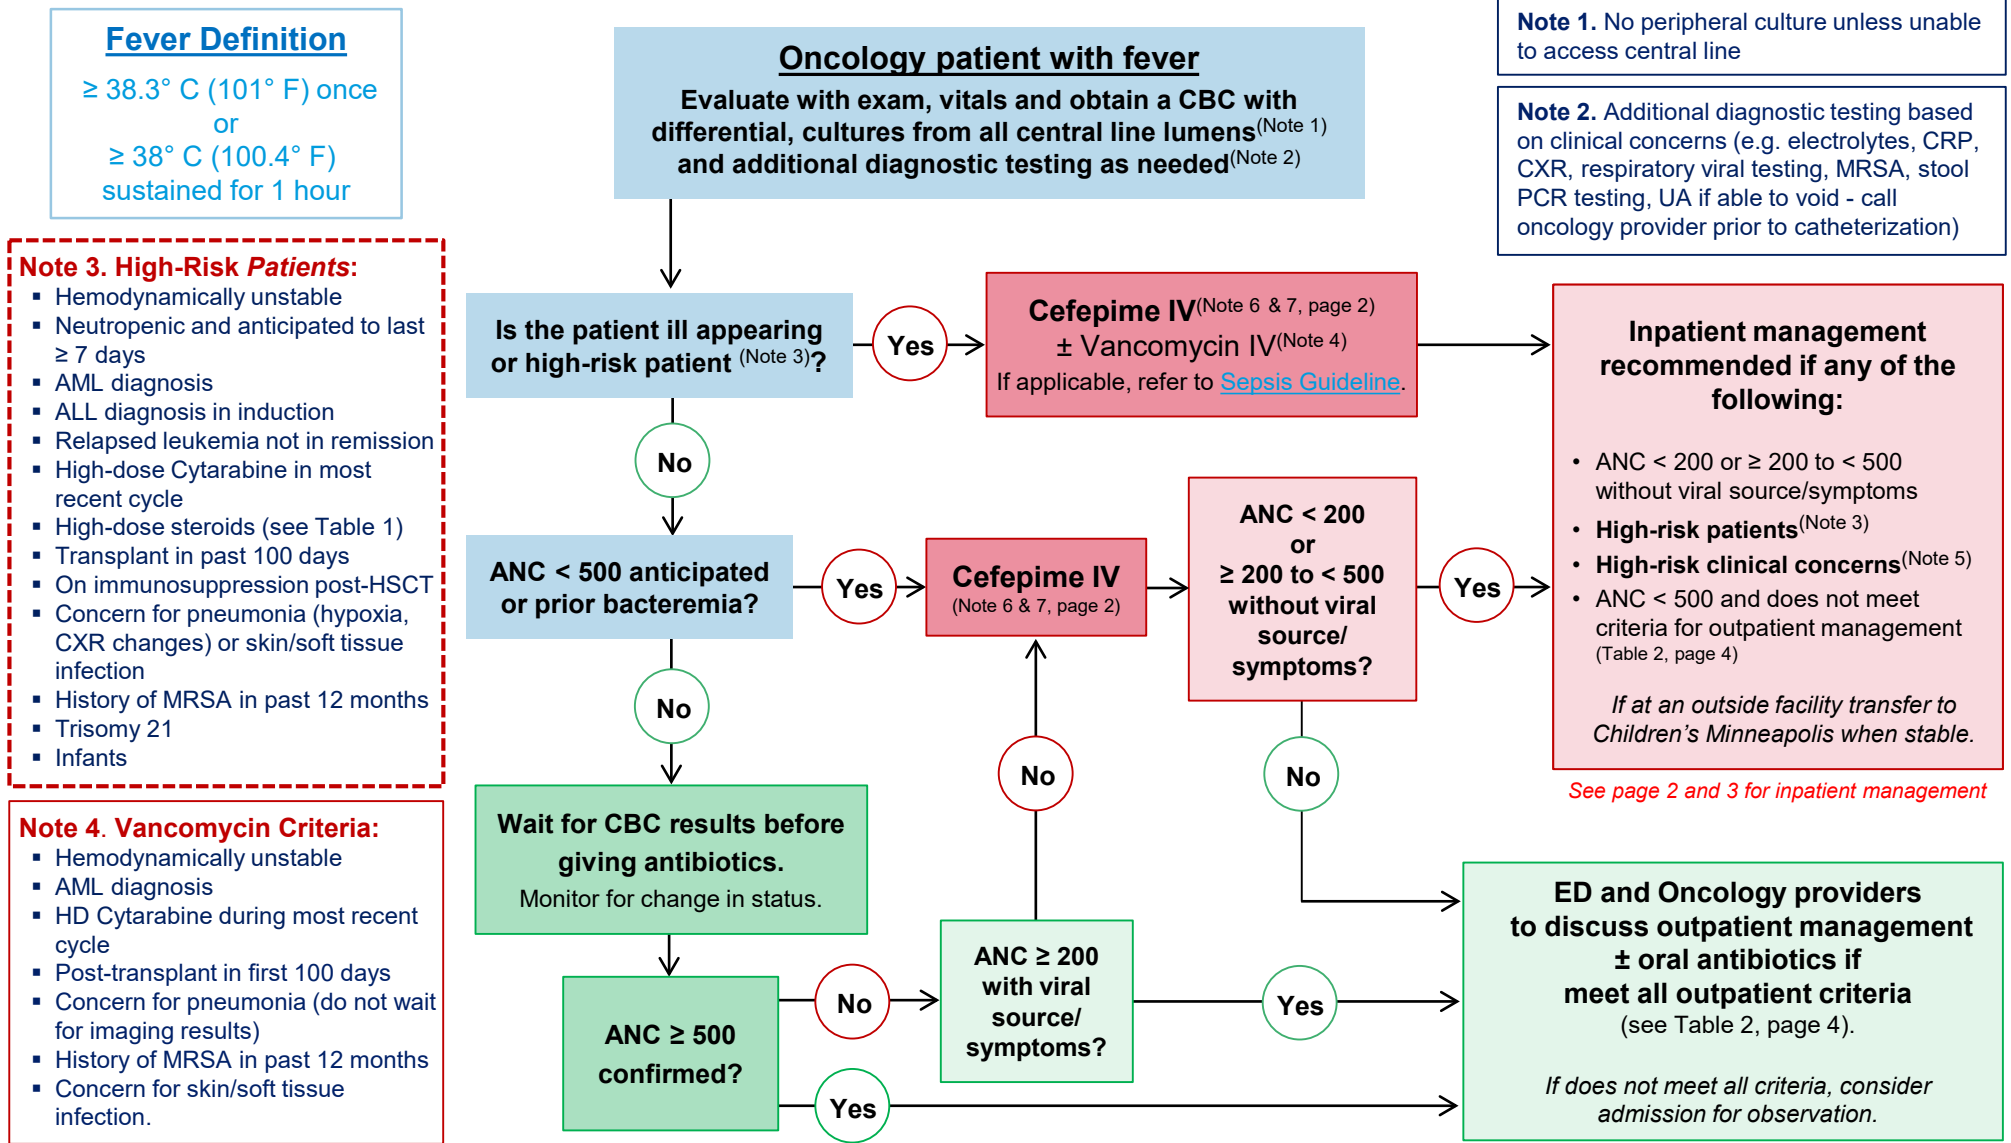 Fever Definition
≥ 38.3° C (101° F) once
or
≥ 38° C (100.4° F)
sustained for 1 hour
Oncology patient with fever
Evaluate with exam, vitals and obtain a CBC with
differential, cultures from all central line lumens(Note 1)
and additional diagnostic testing as needed(Note 2)
Note 1. No peripheral culture unless unable
to access central line
Note 2. Additional diagnostic testing based
on clinical concerns (e.g. electrolytes, CRP,
CXR, respiratory viral testing, MRSA, stool
PCR testing, UA if able to void - call
oncology provider prior to catheterization)
Note 3. High-Risk Patients:
▪ Hemodynamically unstable
▪ Neutropenic and anticipated to last
≥ 7 days
▪ AML diagnosis
▪ ALL diagnosis in induction
▪ Relapsed leukemia not in remission
▪ High-dose Cytarabine in most
recent cycle
▪ High-dose steroids (see Table 1)
▪ Transplant in past 100 days
▪ On immunosuppression post-HSCT
▪ Concern for pneumonia (hypoxia,
CXR changes) or skin/soft tissue
infection
▪ History of MRSA in past 12 months
▪ Trisomy 21
▪ Infants
Note 4. Vancomycin Criteria:
▪ Hemodynamically unstable
▪ AML diagnosis
▪ HD Cytarabine during most recent
cycle
▪ Post-transplant in first 100 days
▪ Concern for pneumonia (do not wait
for imaging results)
▪ History of MRSA in past 12 months
▪ Concern for skin/soft tissue
infection.
Is the patient ill appearing
or high-risk patient (Note 3)?
Yes
Cefepime IV(Note 6 & 7, page 2)
± Vancomycin IV(Note 4)
If applicable, refer to Sepsis Guideline.
No
ANC < 500 anticipated
or prior bacteremia?
Yes
Cefepime IV
(Note 6 & 7, page 2)
ANC < 200
or
≥ 200 to < 500
without viral
source/
symptoms?
Yes
Inpatient management
recommended if any of the
following:
• ANC < 200 or ≥ 200 to < 500
without viral source/symptoms
• High-risk patients(Note 3)
• High-risk clinical concerns(Note 5)
• ANC < 500 and does not meet
criteria for outpatient management
(Table 2, page 4)
If at an outside facility transfer to
Children's Minneapolis when stable.
See page 2 and 3 for inpatient management
No
No
No
Wait for CBC results before
giving antibiotics.
Monitor for change in status.
ANC ≥ 500
confirmed?
No
ANC ≥ 200
with viral
source/
symptoms?
Yes
Yes
ED and Oncology providers
to discuss outpatient management
± oral antibiotics if
meet all outpatient criteria
(see Table 2, page 4).
If does not meet all criteria, consider
admission for observation.